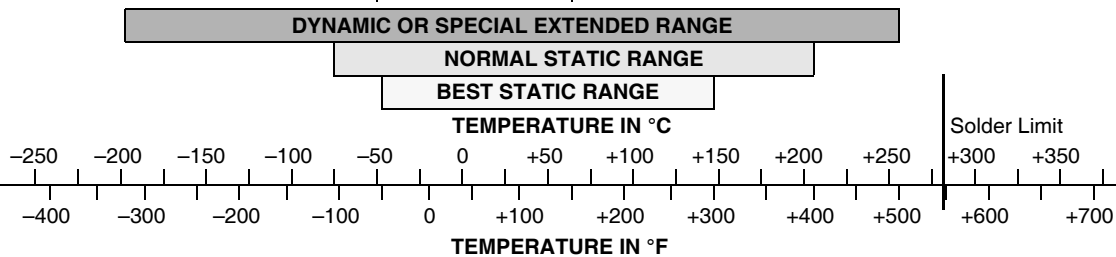 DYNAMIC OR SPECIAL EXTENDED RANGE
NORMAL STATIC RANGE
BEST STATIC RANGE
TEMPERATURE IN °C
Solder Limit
–250 –200 –150 –100 –50 0 +50 +100 +150 +200 +250 +300 +350
–400 –300 –200 –100 0 +100 +200 +300 +400 +500 +600 +700
TEMPERATURE IN °F